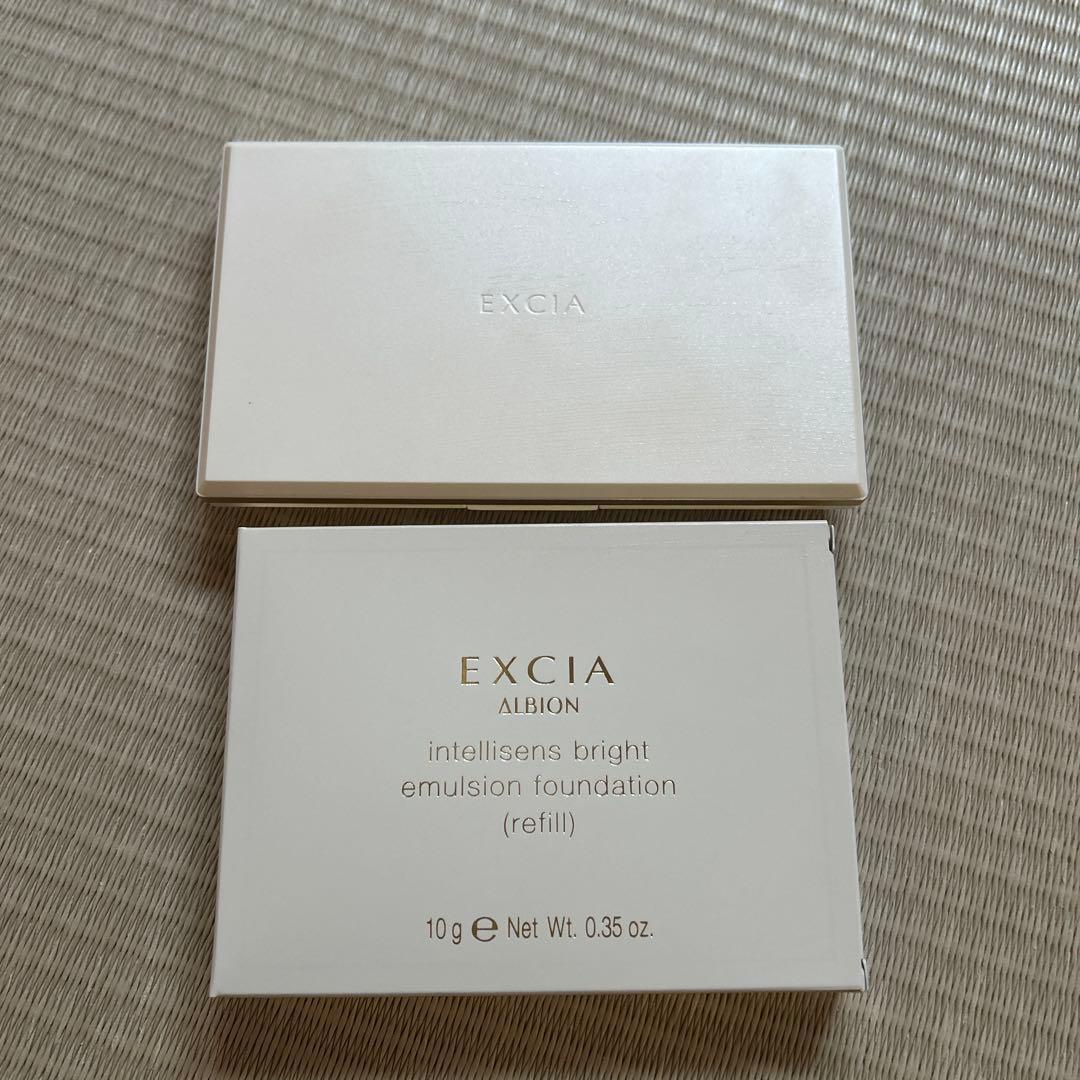 EXCIA
EXCIA
ALBION
intellisens bright
emulsion foundation
(refill)
10 g ℮ Net Wt. 0.35 oz.